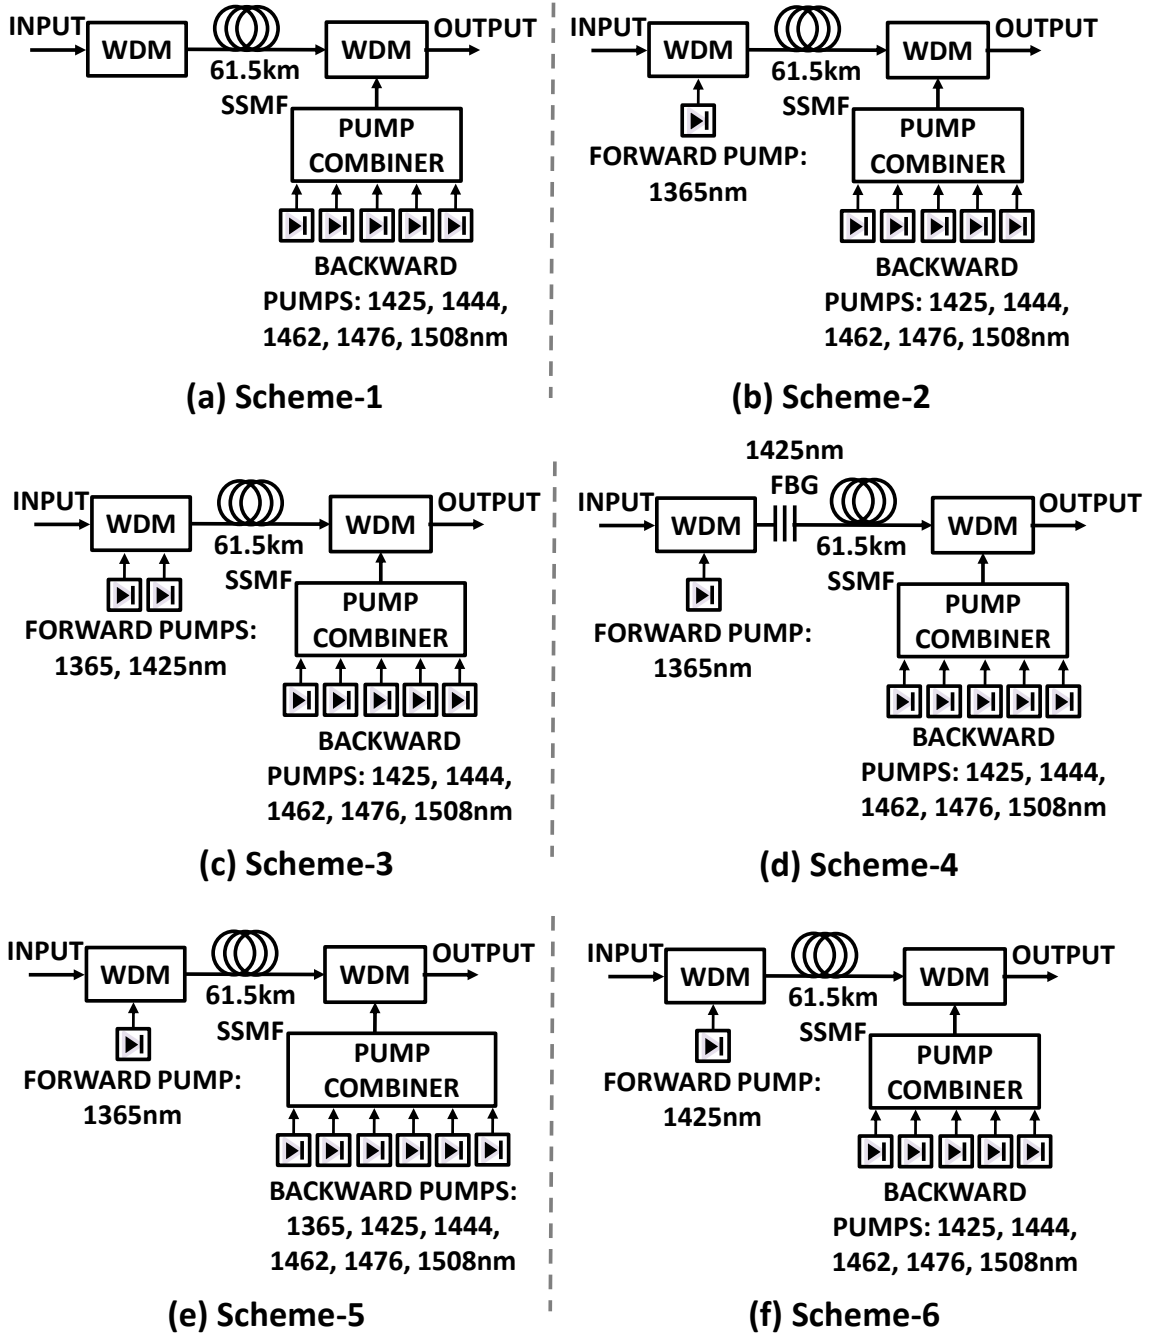 INPUT
WDM
WDM
OUTPUT
61.5km
SSMF
PUMP
COMBINER
BACKWARD
PUMPS: 1425, 1444,
1462, 1476, 1508nm
(a) Scheme-1
INPUT
WDM
WDM
OUTPUT
61.5km
SSMF
FORWARD PUMP:
1365nm
PUMP
COMBINER
BACKWARD
PUMPS: 1425, 1444,
1462, 1476, 1508nm
(b) Scheme-2
INPUT
WDM
WDM
OUTPUT
61.5km
SSMF
FORWARD PUMPS:
1365, 1425nm
PUMP
COMBINER
BACKWARD
PUMPS: 1425, 1444,
1462, 1476, 1508nm
(c) Scheme-3
1425nm
FBG
INPUT
WDM
WDM
OUTPUT
61.5km
SSMF
FORWARD PUMP:
1365nm
PUMP
COMBINER
BACKWARD
PUMPS: 1425, 1444,
1462, 1476, 1508nm
(d) Scheme-4
INPUT
WDM
WDM
OUTPUT
61.5km
SSMF
FORWARD PUMP:
1365nm
PUMP
COMBINER
BACKWARD PUMPS:
1365, 1425, 1444,
1462, 1476, 1508nm
(e) Scheme-5
INPUT
WDM
WDM
OUTPUT
61.5km
SSMF
FORWARD PUMP:
1425nm
PUMP
COMBINER
BACKWARD
PUMPS: 1425, 1444,
1462, 1476, 1508nm
(f) Scheme-6